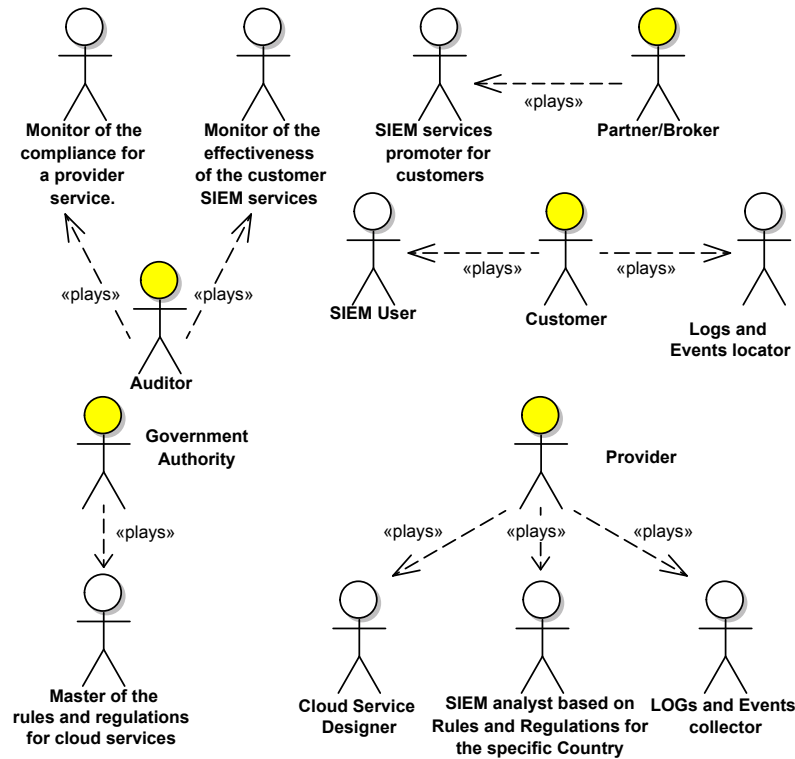 Monitor of the
compliance for
a provider
service.
Monitor of the
effectiveness
of the customer
SIEM services
SIEM services
promoter for
customers
«plays»
Partner/Broker
«plays»
«plays»
Auditor
SIEM User
«plays»
Customer
«plays»
Logs and
Events locator
Government
Authority
«plays»
Master of the
rules and regulations
for cloud services
Provider
«plays»
«plays»
«plays»
Cloud Service
Designer
SIEM analyst based on
Rules and Regulations for
the specific Country
LOGs and Events
collector